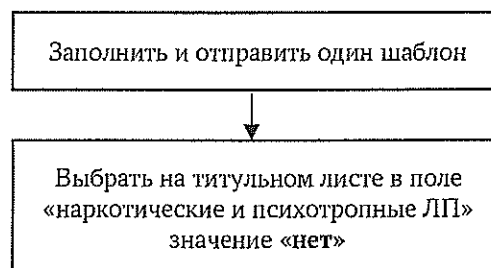 Заполнить и отправить один шаблон
Выбрать на титульном листе в поле
«наркотические и психотропные ЛП»
значение «нет»